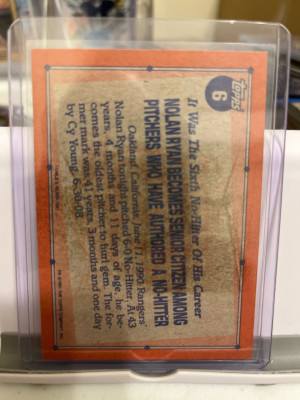 Topps
6
It Was The Sixth No-Hitter Of His Career
NOLAN RYAN BECOMES SENIOR CITIZEN AMONG
PITCHERS WHO HAVE AUTHORED A NO-HITTER
Oakland, California, June 11, 1990: Rangers'
Nolan Ryan tonight pitched 6-0 No-Hitter. At 43
years, 4 months and 11 days of age, he be-
comes the oldest pitcher to hurl gem. The for-
mer mark was 41 years, 3 months and one day
by Cy Young, 6-30-08.